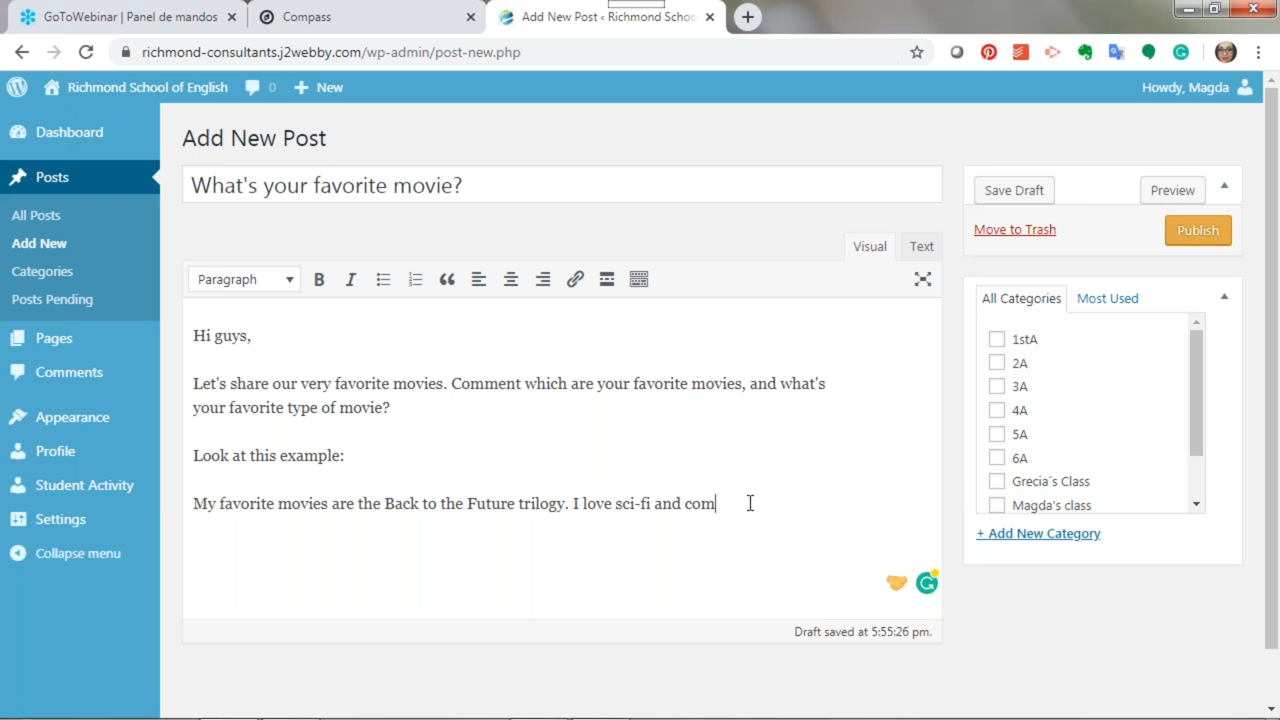 GoToWebinar | Panel de mandos
Compass
Add New Post ‹ Richmond Schoo
richmond-consultants.j2webby.com/wp-admin/post-new.php
Richmond School of English
0
New
Howdy, Magda
Dashboard
Posts
All Posts
Add New
Categories
Posts Pending
Pages
Comments
Appearance
Profile
Student Activity
Settings
Collapse menu
Add New Post
What's your favorite movie?
Visual
Text
Paragraph
B
I
Hi guys,
Let's share our very favorite movies. Comment which are your favorite movies, and what's
your favorite type of movie?
Look at this example:
My favorite movies are the Back to the Future trilogy. I love sci-fi and com
Draft saved at 5:55:26 pm.
Save Draft
Preview
Move to Trash
Publish
All Categories
Most Used
1stA
2A
3A
4A
5A
6A
Grecia´s Class
Magda's class
+ Add New Category